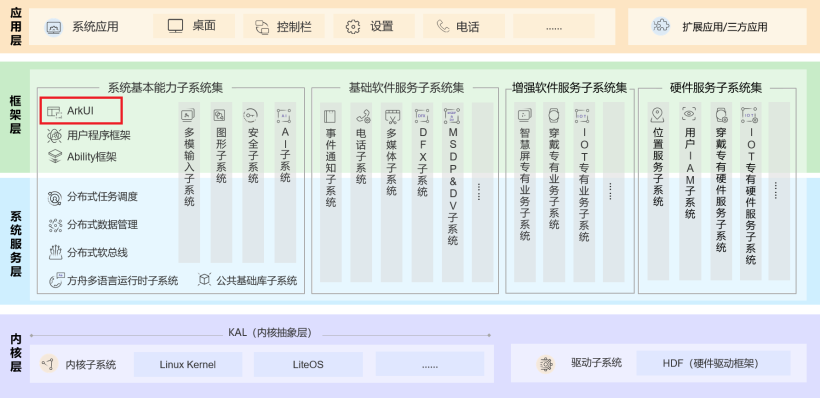 应用层
系统应用
桌面
控制栏
设置
电话
......
扩展应用/三方应用
框架层
系统服务层
系统基本能力子系统集
ArkUI
用户程序框架
Ability框架
分布式任务调度
分布式数据管理
分布式软总线
方舟多语言运行时子系统
公共基础库子系统
多模输入子系统
图形子系统
安全子系统
AI子系统
基础软件服务子系统集
事件通知子系统
电话子系统
多媒体子系统
DFX子系统
MSDP&DV子系统
......
增强软件服务子系统集
智慧屏专有业务子系统
穿戴专有业务子系统
IOT专有业务子系统
......
硬件服务子系统集
位置服务子系统
用户IAM子系统
穿戴专有硬件服务子系统
IOT专有硬件服务子系统
......
内核层
KAL（内核抽象层）
内核子系统
Linux Kernel
LiteOS
......
驱动子系统
HDF（硬件驱动框架）